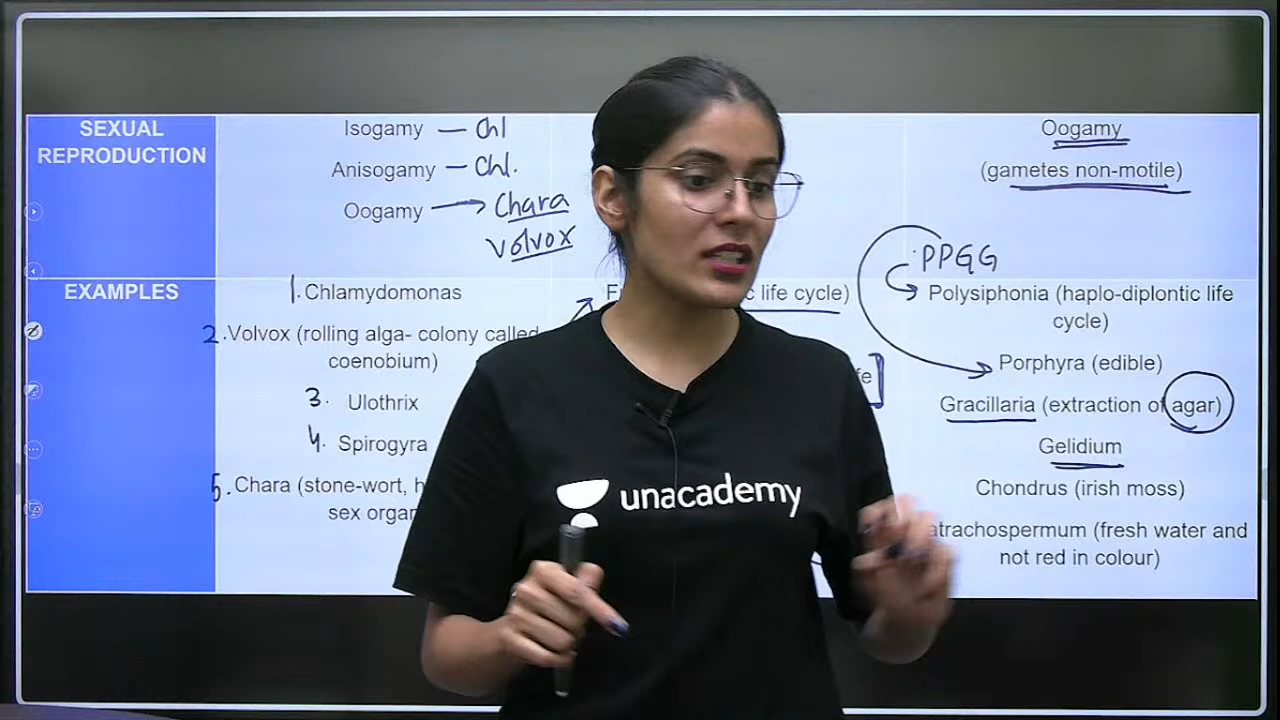 SEXUAL
REPRODUCTION
Isogamy — Chl
Anisogamy — Chl.
Oogamy → Chara
Volvox
Oogamy
(gametes non-motile)
PPGG
EXAMPLES
1. Chlamydomonas
2. Volvox (rolling alga- colony called
coenobium)
3. Ulothrix
4. Spirogyra
5. Chara (stone-wort,
sex
life cycle)
Polysiphonia (haplo-diplontic life
cycle)
Porphyra (edible)
Gracillaria (extraction of agar)
Gelidium
Chondrus (irish moss)
(fresh water and
not red in colour)
unacademy